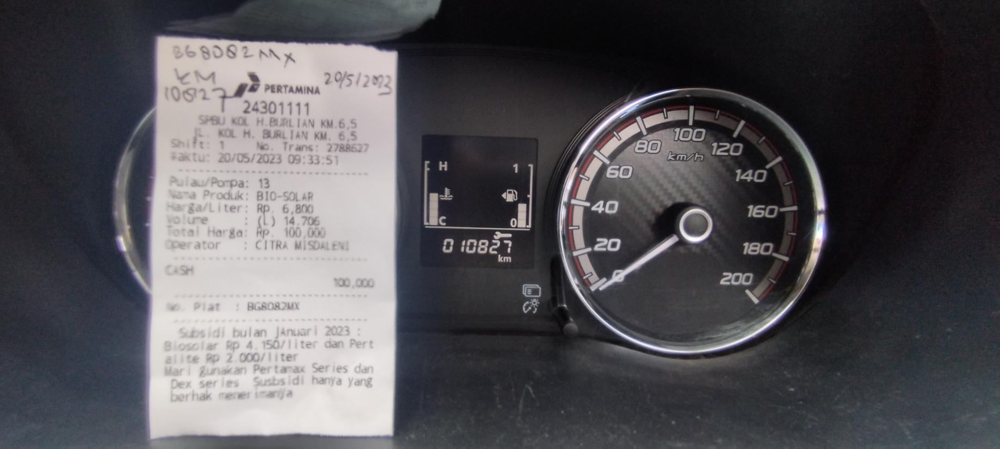 BG8082MX
KM
10827
20/5/2023
PERTAMINA
24301111
SPBU KOL H.BURLIAN KM.6,5
JL. KOL H. BURLIAN KM. 6,5
Shift: 1 No. Trans: 2788627
Waktu: 20/05/2023 09:33:51
Pulau/Pompa: 13
Nama Produk: BIO-SOLAR
Harga/Liter: Rp. 6,800
Volume : (L) 14.706
Total Harga: Rp. 100,000
Operator : CITRA MISDALENI
CASH
100,000
No. Plat : BG8082MX
Subsidi bulan JAnuari 2023 :
Biosolar Rp 4.150/liter dan Pert
alite Rp 2.000/liter
Mari gunakan Pertamax Series dan
Dex series Susbsidi hanya yang
berhak menerimanya
H 1
C 0
010827
km
0
20
40
60
80
100
120
140
160
180
200
km/h